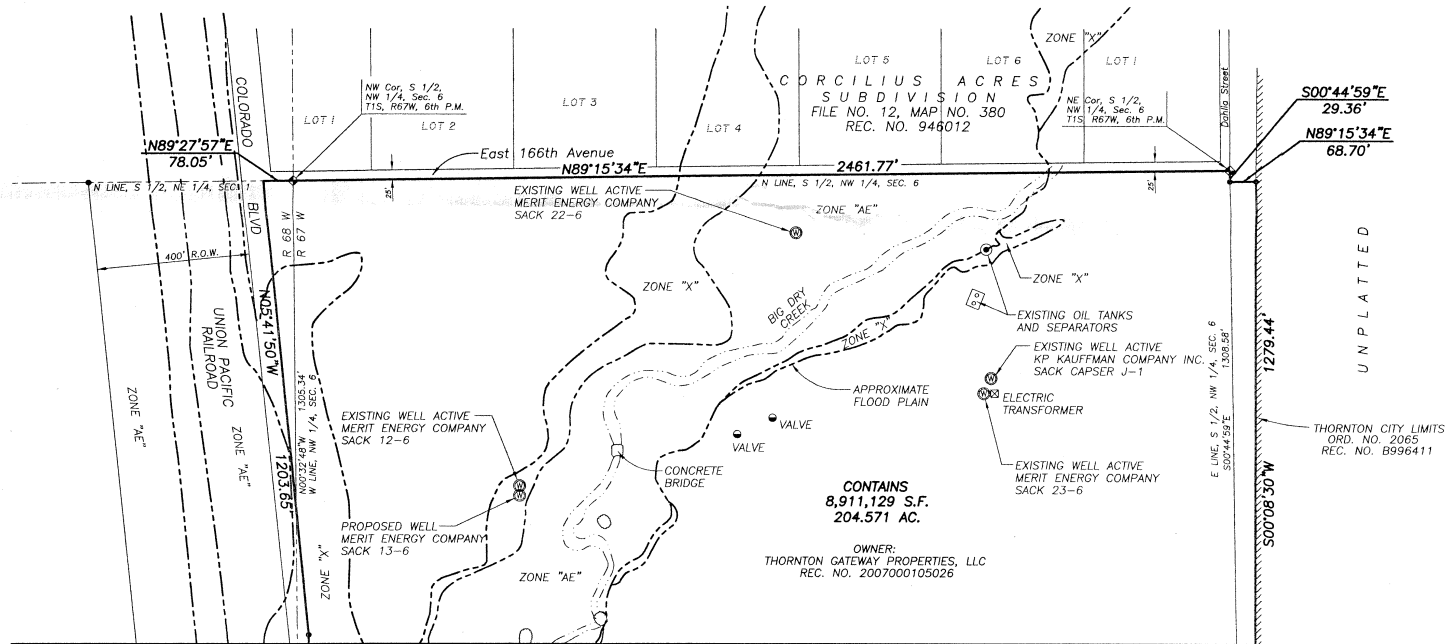 COLORADO
BLVD
NW Cor, S 1/2,
NW 1/4, Sec. 6
T1S, R67W, 6th P.M.
LOT 1
LOT 2
LOT 3
LOT 4
LOT 5
LOT 6
LOT 1
CORCILIUS ACRES
SUBDIVISION
FILE NO. 12, MAP NO. 380
REC. NO. 946012
ZONE "X"
NE Cor, S 1/2,
NW 1/4, Sec. 6
T1S, R67W, 6th P.M.
Dahlia Street
S00°44'59"E
29.36'
N89°15'34"E
68.70'
N89°27'57"E
78.05'
East 166th Avenue
N89°15'34"E
2461.77'
N LINE, S 1/2, NE 1/4, SEC. 1
25'
N LINE, S 1/2, NW 1/4, SEC. 6
25'
EXISTING WELL ACTIVE
MERIT ENERGY COMPANY
SACK 22-6
ZONE "AE"
R 68 W
R 67 W
400' R.O.W.
UNION PACIFIC
RAILROAD
N05°41'50"W
1203.65'
N00°32'48"W 1305.34'
W LINE, NW 1/4, SEC. 6
ZONE "AE"
ZONE "AE"
ZONE "X"
ZONE "X"
BIG DRY
CREEK
ZONE "X"
ZONE "X"
EXISTING OIL TANKS
AND SEPARATORS
EXISTING WELL ACTIVE
KP KAUFFMAN COMPANY INC.
SACK CAPSER J-1
APPROXIMATE
FLOOD PLAIN
ELECTRIC
TRANSFORMER
VALVE
VALVE
EXISTING WELL ACTIVE
MERIT ENERGY COMPANY
SACK 12-6
CONCRETE
BRIDGE
EXISTING WELL ACTIVE
MERIT ENERGY COMPANY
SACK 23-6
PROPOSED WELL
MERIT ENERGY COMPANY
SACK 13-6
ZONE "AE"
CONTAINS
8,911,129 S.F.
204.571 AC.
OWNER:
THORNTON GATEWAY PROPERTIES, LLC
REC. NO. 2007000105026
E LINE, S 1/2, NW 1/4, SEC. 6
S00°44'59"E 1308.58'
1279.44'
S00°08'30"W
UNPLATTED
THORNTON CITY LIMITS
ORD. NO. 2065
REC. NO. B996411
W
W
W
W
W